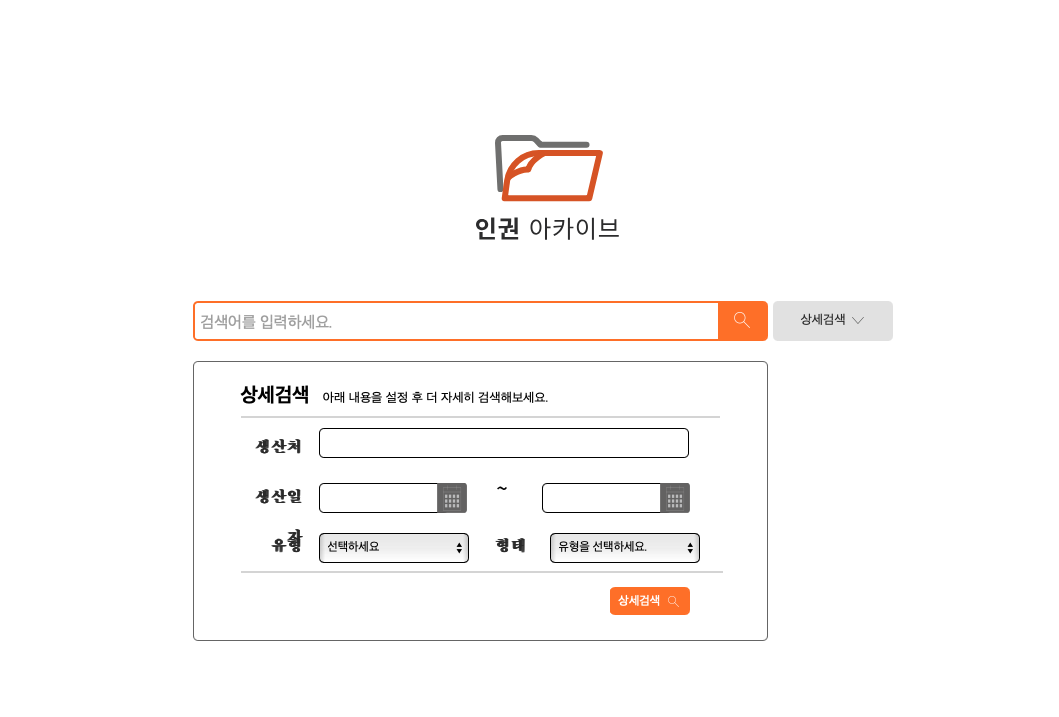 인권 아카이브
검색어를 입력하세요.
상세검색
상세검색 아래 내용을 설정 후 더 자세히 검색해보세요.
생산처
생산일 ~
자
유형 선택하세요 형태 유형을 선택하세요.
상세검색